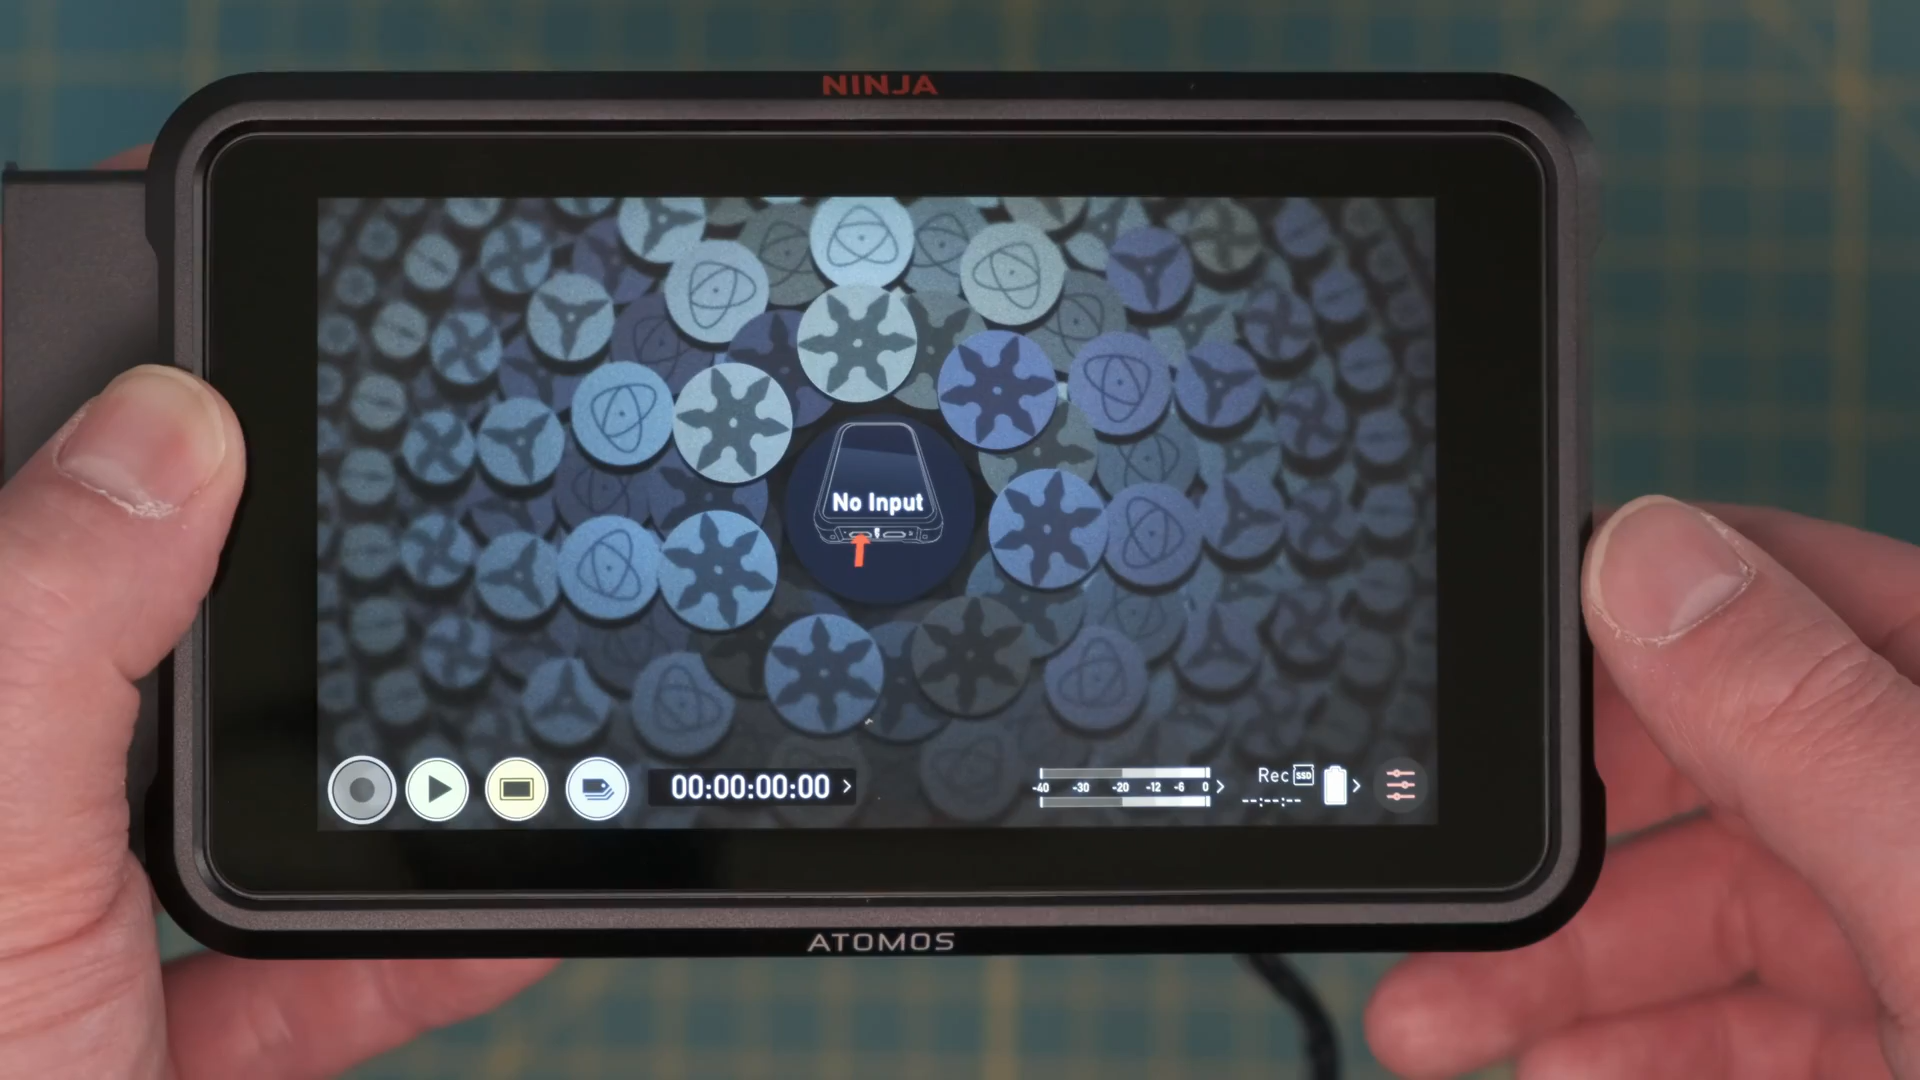 NINJA
No Input
00:00:00:00
-40 -30 -20 -12 -6 0
Rec SSD
--:--:--
ATOMOS